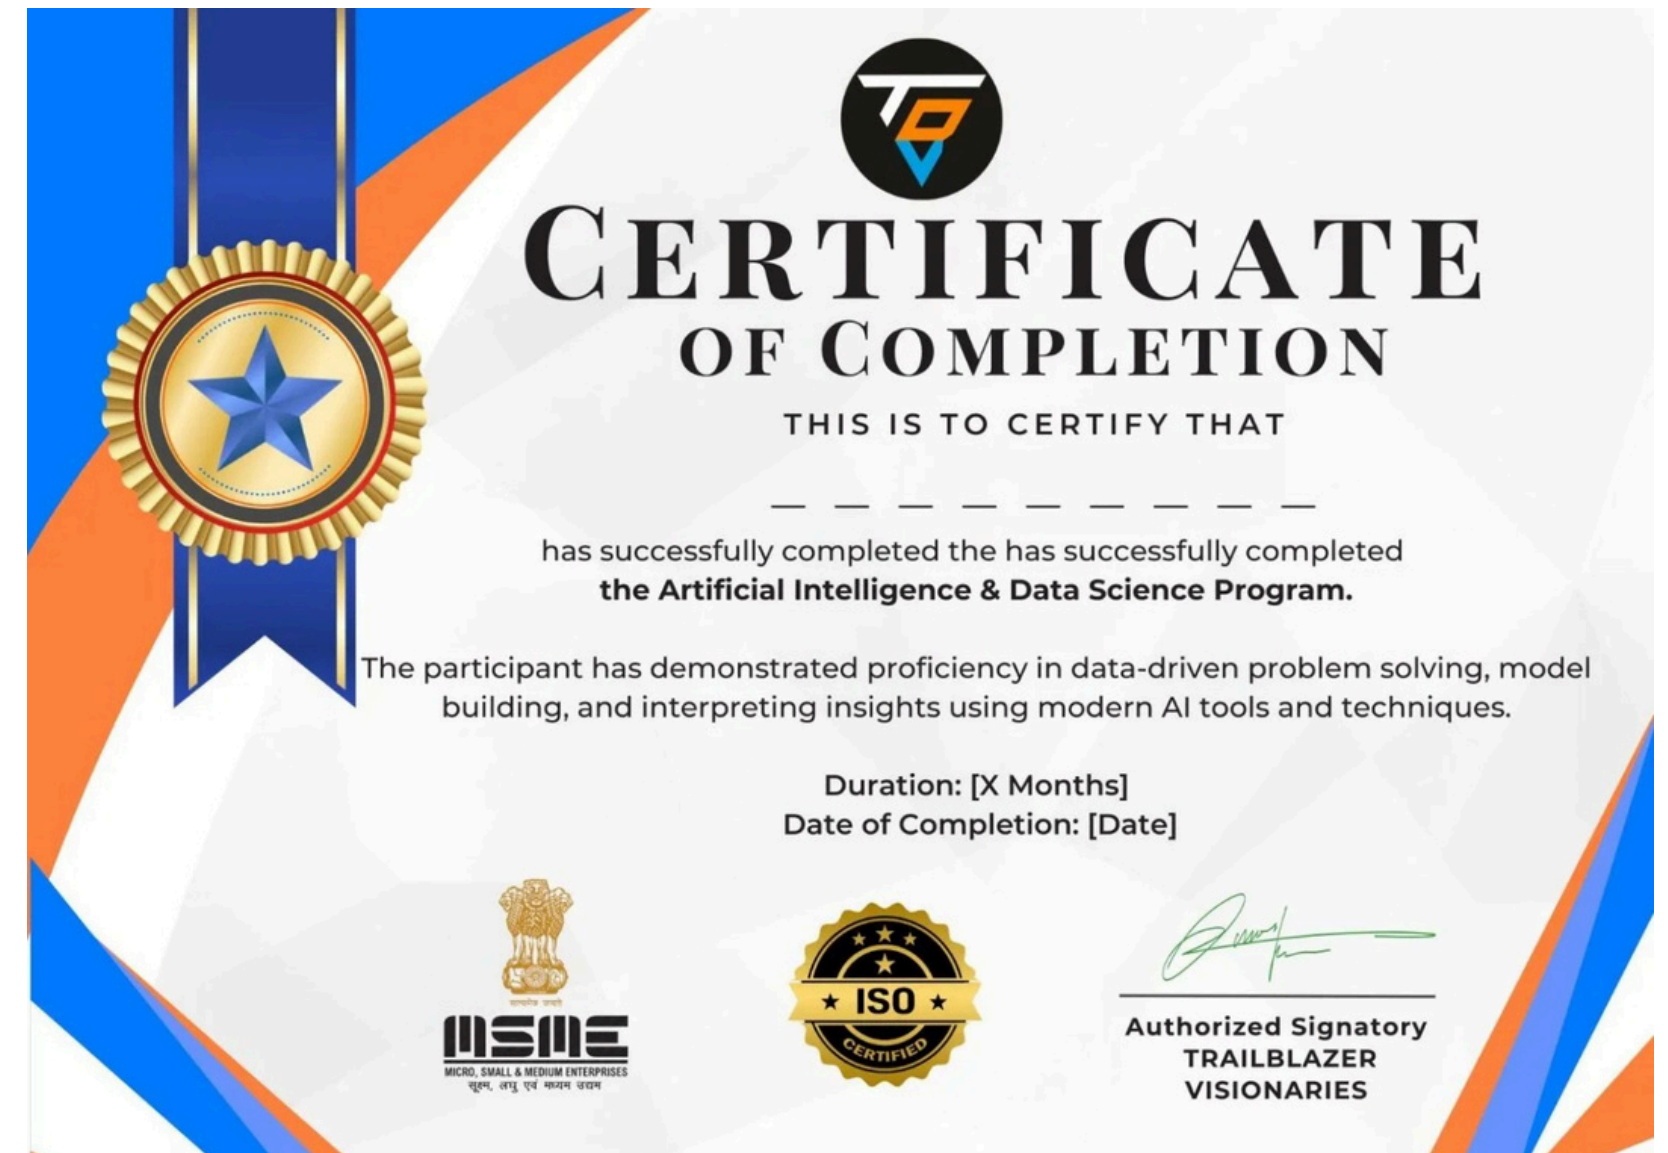 CERTIFICATE
OF COMPLETION
THIS IS TO CERTIFY THAT
_ _ _ _ _ _ _ _ _
has successfully completed the has successfully completed
the Artificial Intelligence & Data Science Program.
The participant has demonstrated proficiency in data-driven problem solving, model
building, and interpreting insights using modern AI tools and techniques.
Duration: [X Months]
Date of Completion: [Date]
सत्यमेव जयते
MSME
MICRO, SMALL & MEDIUM ENTERPRISES
सूक्ष्म, लघु एवं मध्यम उद्यम
ISO
CERTIFIED
Authorized Signatory
TRAILBLAZER
VISIONARIES